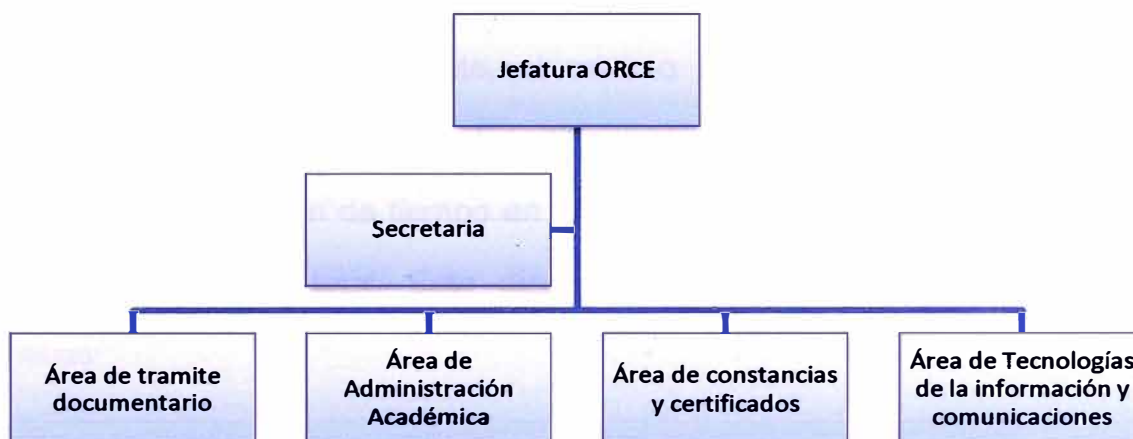 Jefatura ORCE
Secretaria
Área de tramite
documentario
Área de
Administración
Académica
Área de constancias
y certificados
Área de Tecnologías
de la información y
comunicaciones